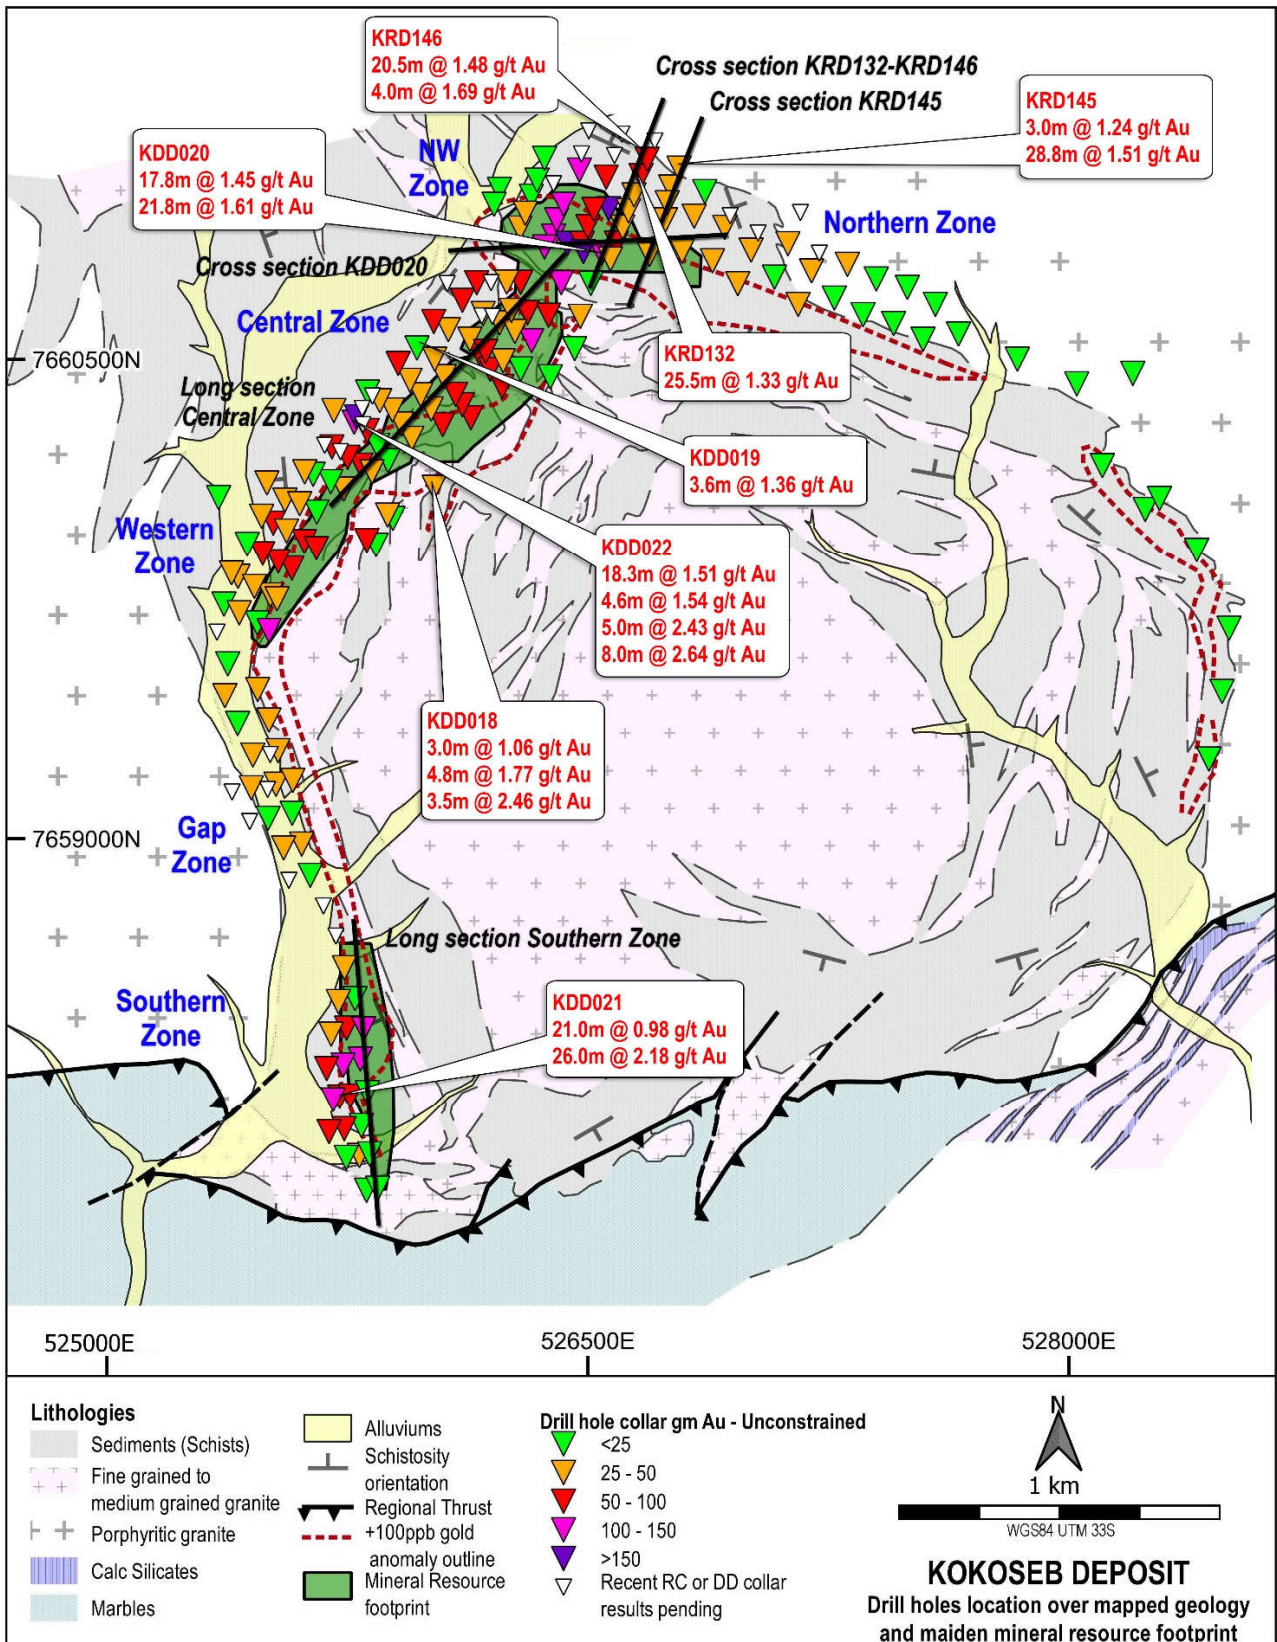 KRD146
20.5m @ 1.48 g/t Au
4.0m @ 1.69 g/t Au
Cross section KRD132-KRD146
Cross section KRD145
KRD145
3.0m @ 1.24 g/t Au
28.8m @ 1.51 g/t Au
KDD020
17.8m @ 1.45 g/t Au
21.8m @ 1.61 g/t Au
NW
Zone
Northern Zone
Cross section KDD020
Central Zone
7660500N
KRD132
25.5m @ 1.33 g/t Au
Long section
Central Zone
KDD019
3.6m @ 1.36 g/t Au
Western
Zone
KDD022
18.3m @ 1.51 g/t Au
4.6m @ 1.54 g/t Au
5.0m @ 2.43 g/t Au
8.0m @ 2.64 g/t Au
KDD018
3.0m @ 1.06 g/t Au
4.8m @ 1.77 g/t Au
3.5m @ 2.46 g/t Au
7659000N
Gap
Zone
Long section Southern Zone
Southern
Zone
KDD021
21.0m @ 0.98 g/t Au
26.0m @ 2.18 g/t Au
525000E
526500E
528000E
Lithologies
Sediments (Schists)
Fine grained to
medium grained granite
Porphyritic granite
Calc Silicates
Marbles
Alluviums
Schistosity
orientation
Regional Thrust
+100ppb gold
anomaly outline
Mineral Resource
footprint
Drill hole collar gm Au - Unconstrained
<25
25 - 50
50 - 100
100 - 150
>150
Recent RC or DD collar
results pending
N
1 km
WGS84 UTM 33S
KOKOSEB DEPOSIT
Drill holes location over mapped geology
and maiden mineral resource footprint